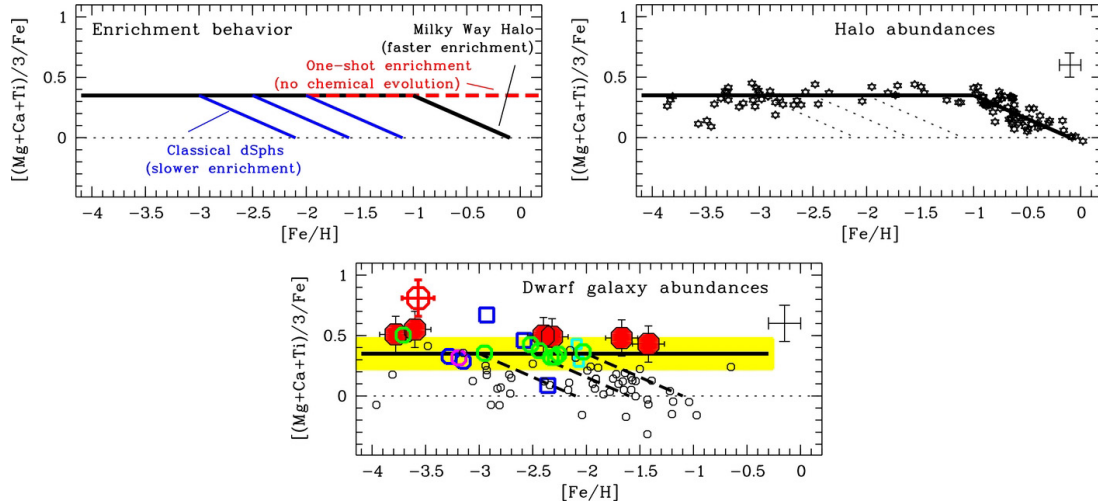 Enrichment behavior
Milky Way Halo
(faster enrichment)
One-shot enrichment
(no chemical evolution)
Classical dSphs
(slower enrichment)
[(Mg+Ca+Ti)/3/Fe]
1
0.5
0
-4 -3.5 -3 -2.5 -2 -1.5 -1 -0.5 0
[Fe/H]
Halo abundances
[(Mg+Ca+Ti)/3/Fe]
1
0.5
0
-4 -3.5 -3 -2.5 -2 -1.5 -1 -0.5 0
[Fe/H]
Dwarf galaxy abundances
[(Mg+Ca+Ti)/3/Fe]
1
0.5
0
-4 -3.5 -3 -2.5 -2 -1.5 -1 -0.5 0
[Fe/H]